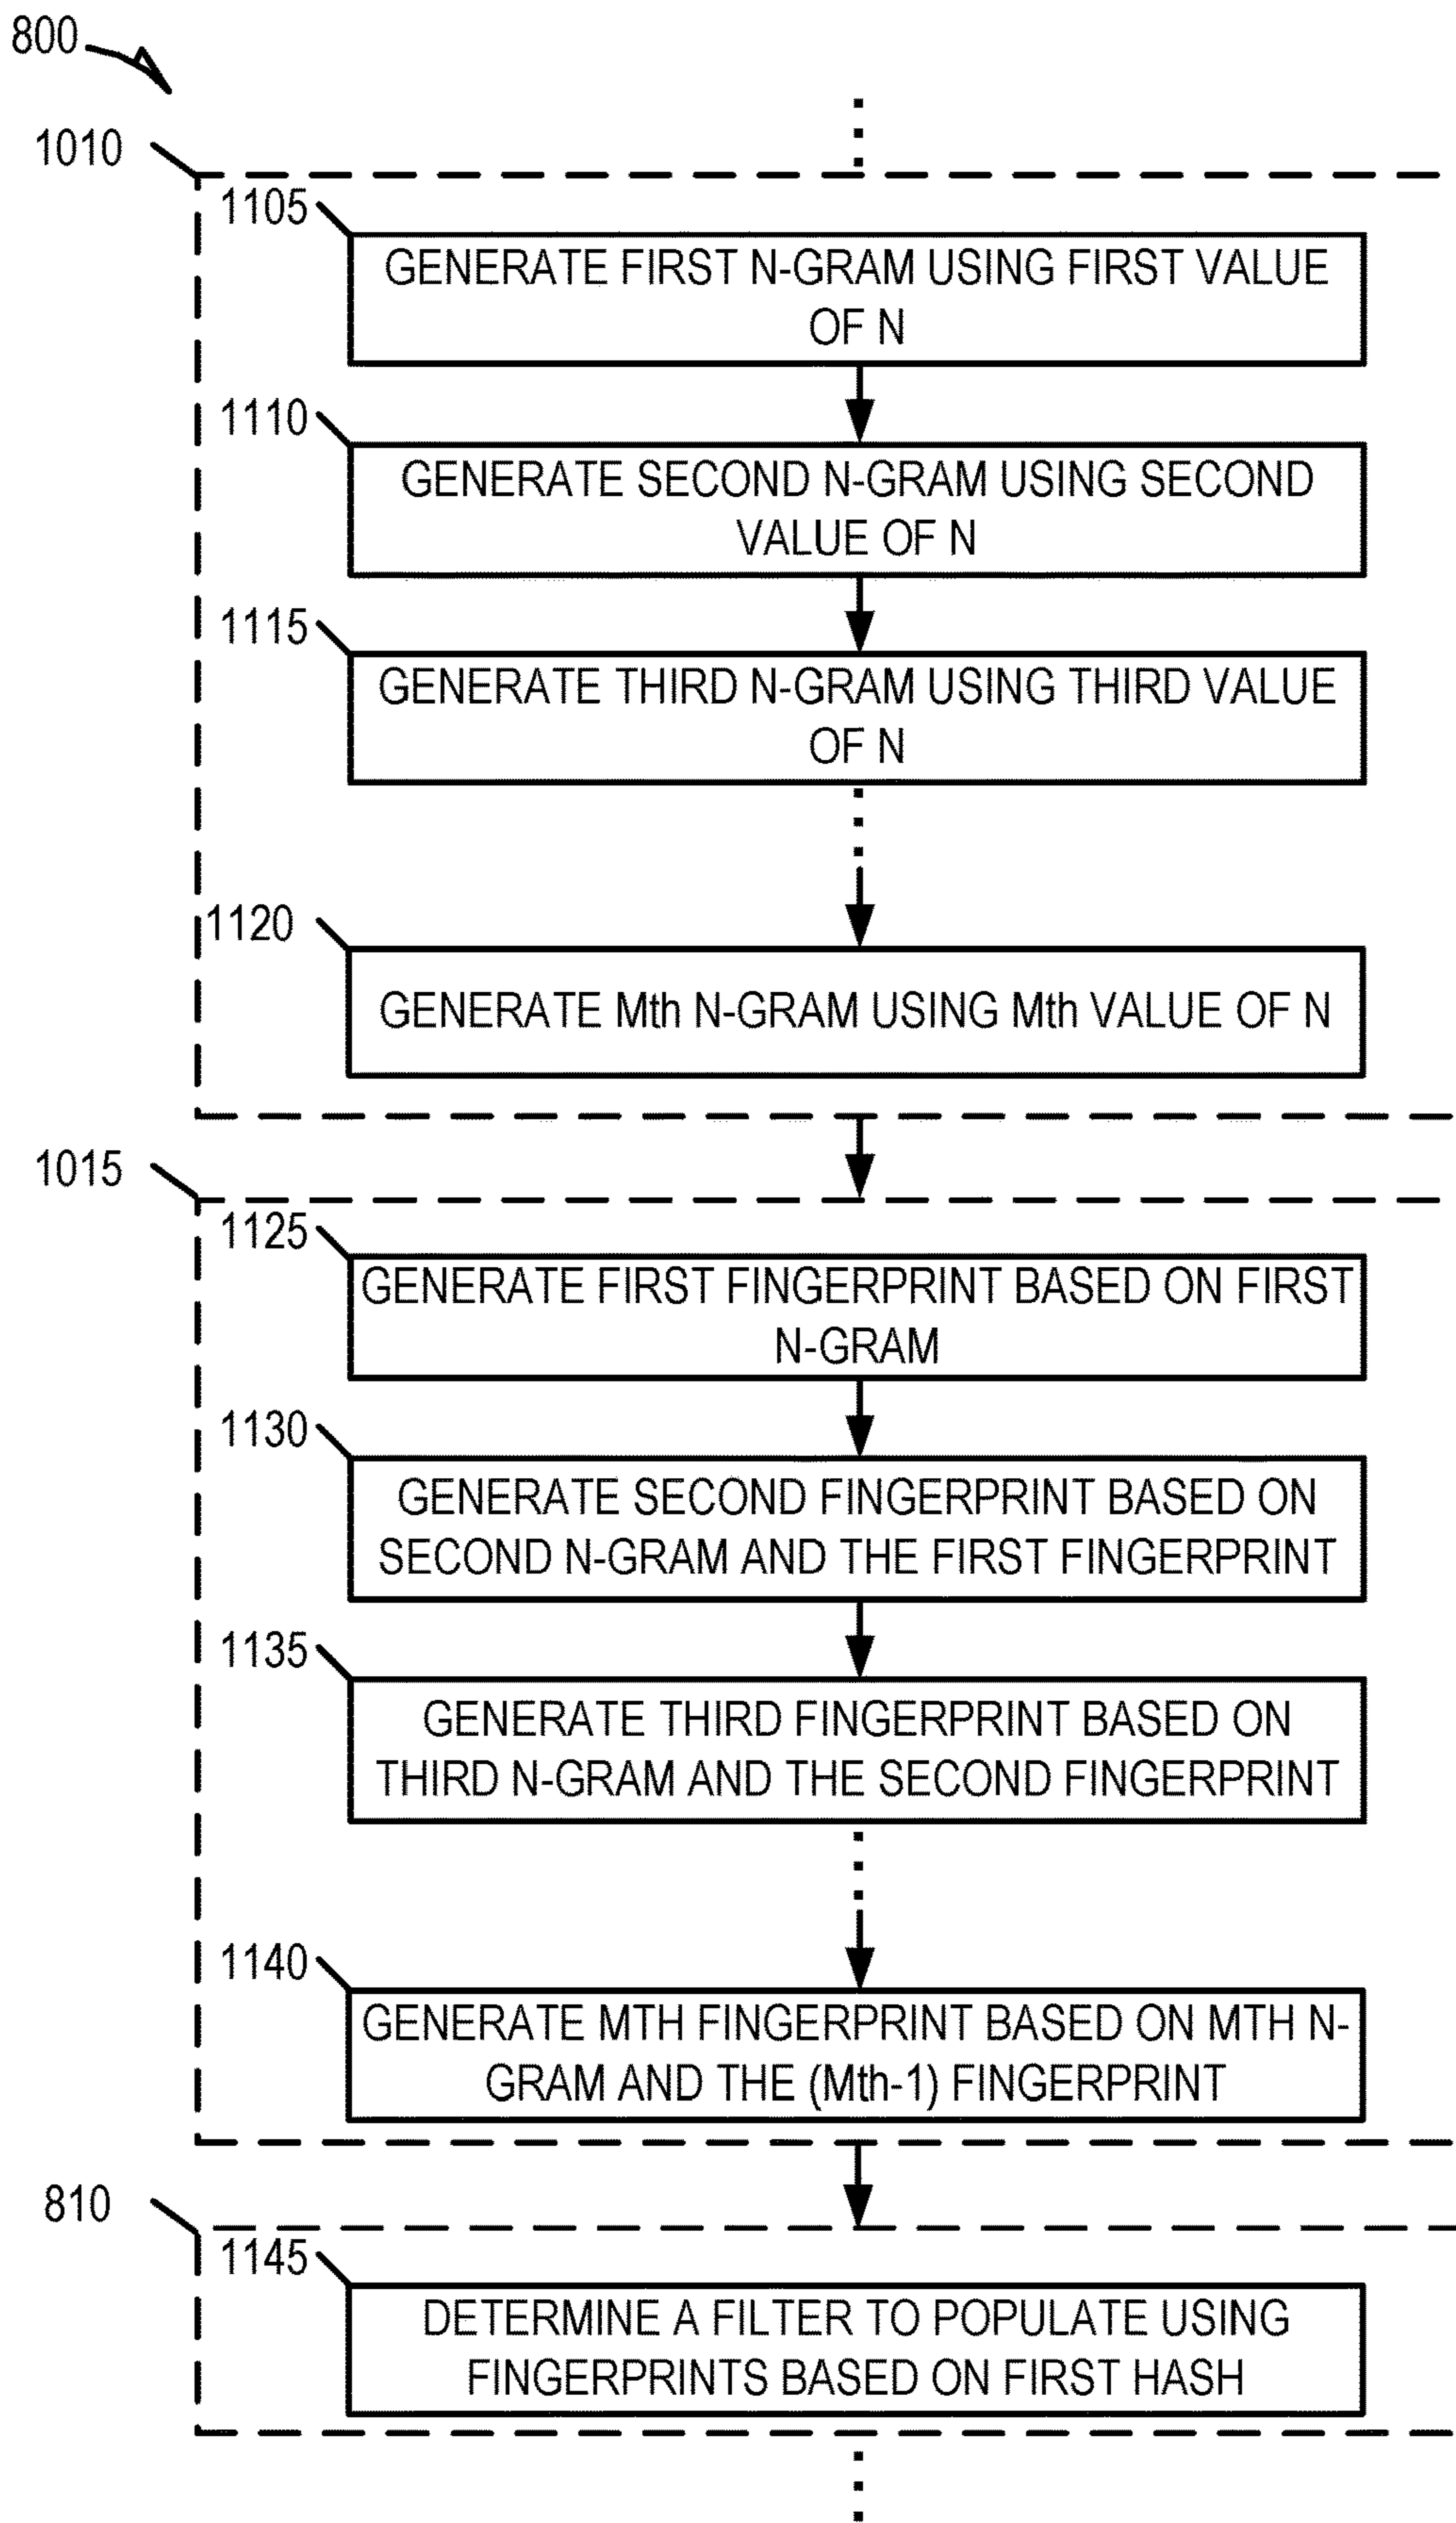 800
1010
1105
GENERATE FIRST N-GRAM USING FIRST VALUE
OF N
1110
GENERATE SECOND N-GRAM USING SECOND
VALUE OF N
1115
GENERATE THIRD N-GRAM USING THIRD VALUE
OF N
1120
GENERATE Mth N-GRAM USING Mth VALUE OF N
1015
1125
GENERATE FIRST FINGERPRINT BASED ON FIRST
N-GRAM
1130
GENERATE SECOND FINGERPRINT BASED ON
SECOND N-GRAM AND THE FIRST FINGERPRINT
1135
GENERATE THIRD FINGERPRINT BASED ON
THIRD N-GRAM AND THE SECOND FINGERPRINT
1140
GENERATE MTH FINGERPRINT BASED ON MTH N-
GRAM AND THE (Mth-1) FINGERPRINT
810
1145
DETERMINE A FILTER TO POPULATE USING
FINGERPRINTS BASED ON FIRST HASH